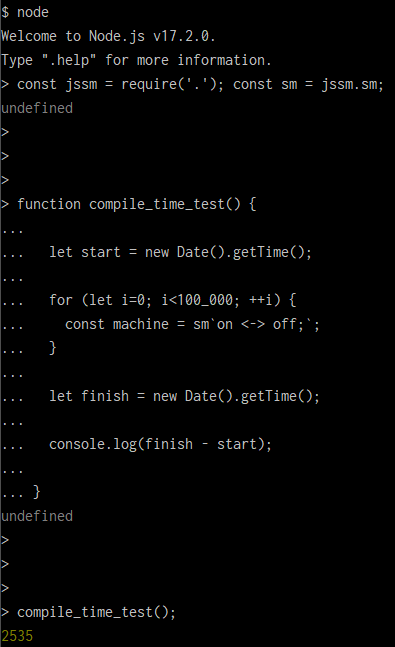 $ node
Welcome to Node.js v17.2.0.
Type ".help" for more information.
> const jssm = require('.'); const sm = jssm.sm;
undefined
>
>
>
> function compile_time_test() {
...
...   let start = new Date().getTime();
...
...   for (let i=0; i<100_000; ++i) {
...     const machine = sm`on <-> off;`;
...   }
...
...   let finish = new Date().getTime();
...
...   console.log(finish - start);
...
... }
undefined
>
>
>
> compile_time_test();
2535